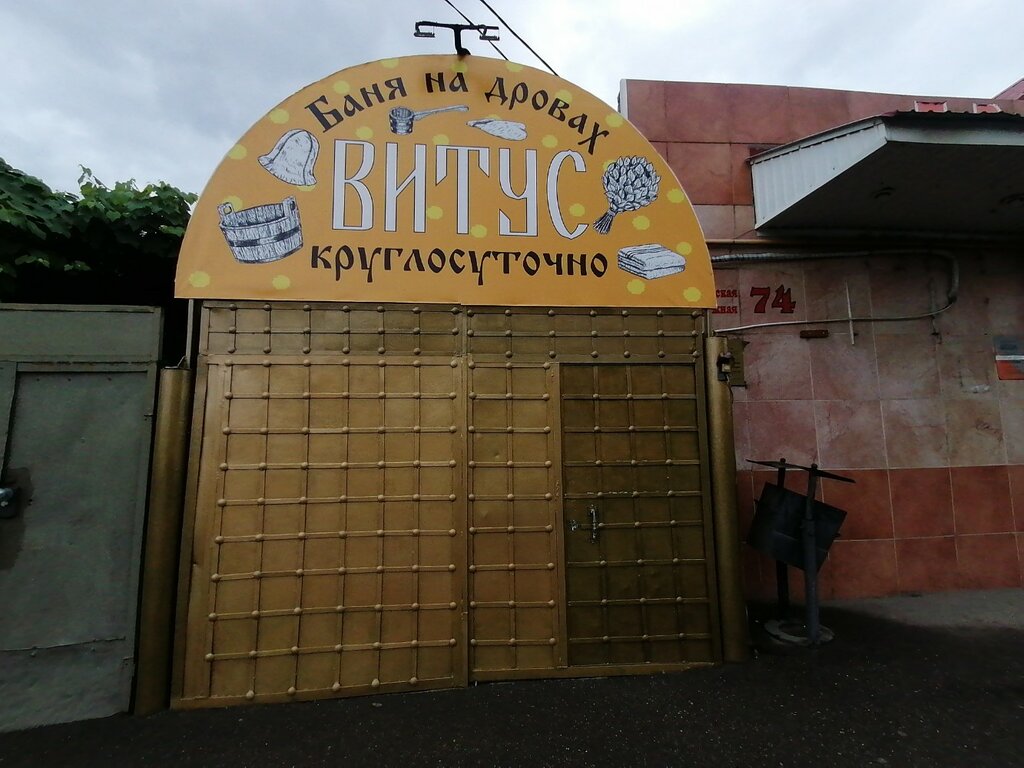 Баня на дровах
ВИТУС
круглосуточно
74